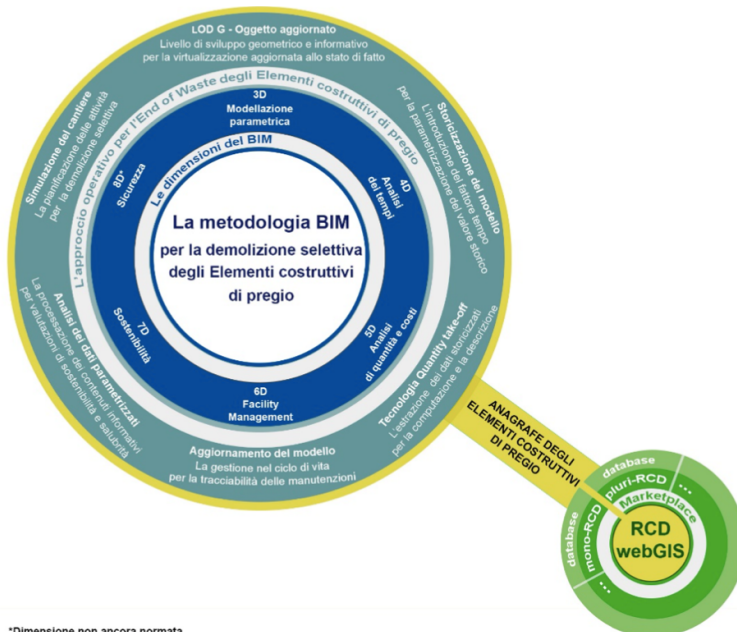 LOD G - Oggetto aggiornato
Livello di sviluppo geometrico e informativo
per la virtualizzazione aggiornata allo stato di fatto
Storicizzazione del modello
L'introduzione del fattore tempo
per la parametrizzazione del valore storico
Tecnologia Quantity take-off
L'estrazione dei dati storicizzati
per la computazione e la descrizione
Aggiornamento del modello
La gestione nel ciclo di vita
per la tracciabilità delle manutenzioni
Analisi dei dati parametrizzati
La processazione dei contenuti informativi
per valutazioni di sostenibilità e salubrità
Simulazione del cantiere
La planificazione delle attività
per la demolizione selettiva
L'approccio operativo per l'End of Waste degli Elementi costruttivi di pregio
3D
Modellazione
parametrica
4D
Analisi
dei tempi
5D
Analisi
di quantità e costi
6D
Facility
Management
7D
Sostenibilità
8D*
Sicurezza
Le dimensioni del BIM
La metodologia BIM
per la demolizione selettiva
degli Elementi costruttivi
di pregio
ANAGRAFE DEGLI
ELEMENTI COSTRUTTIVI
DI PREGIO
database
pluri-RCD
...
database
mono-RCD
...
Marketplace
RCD
webGIS
*Dimensione non ancora normata